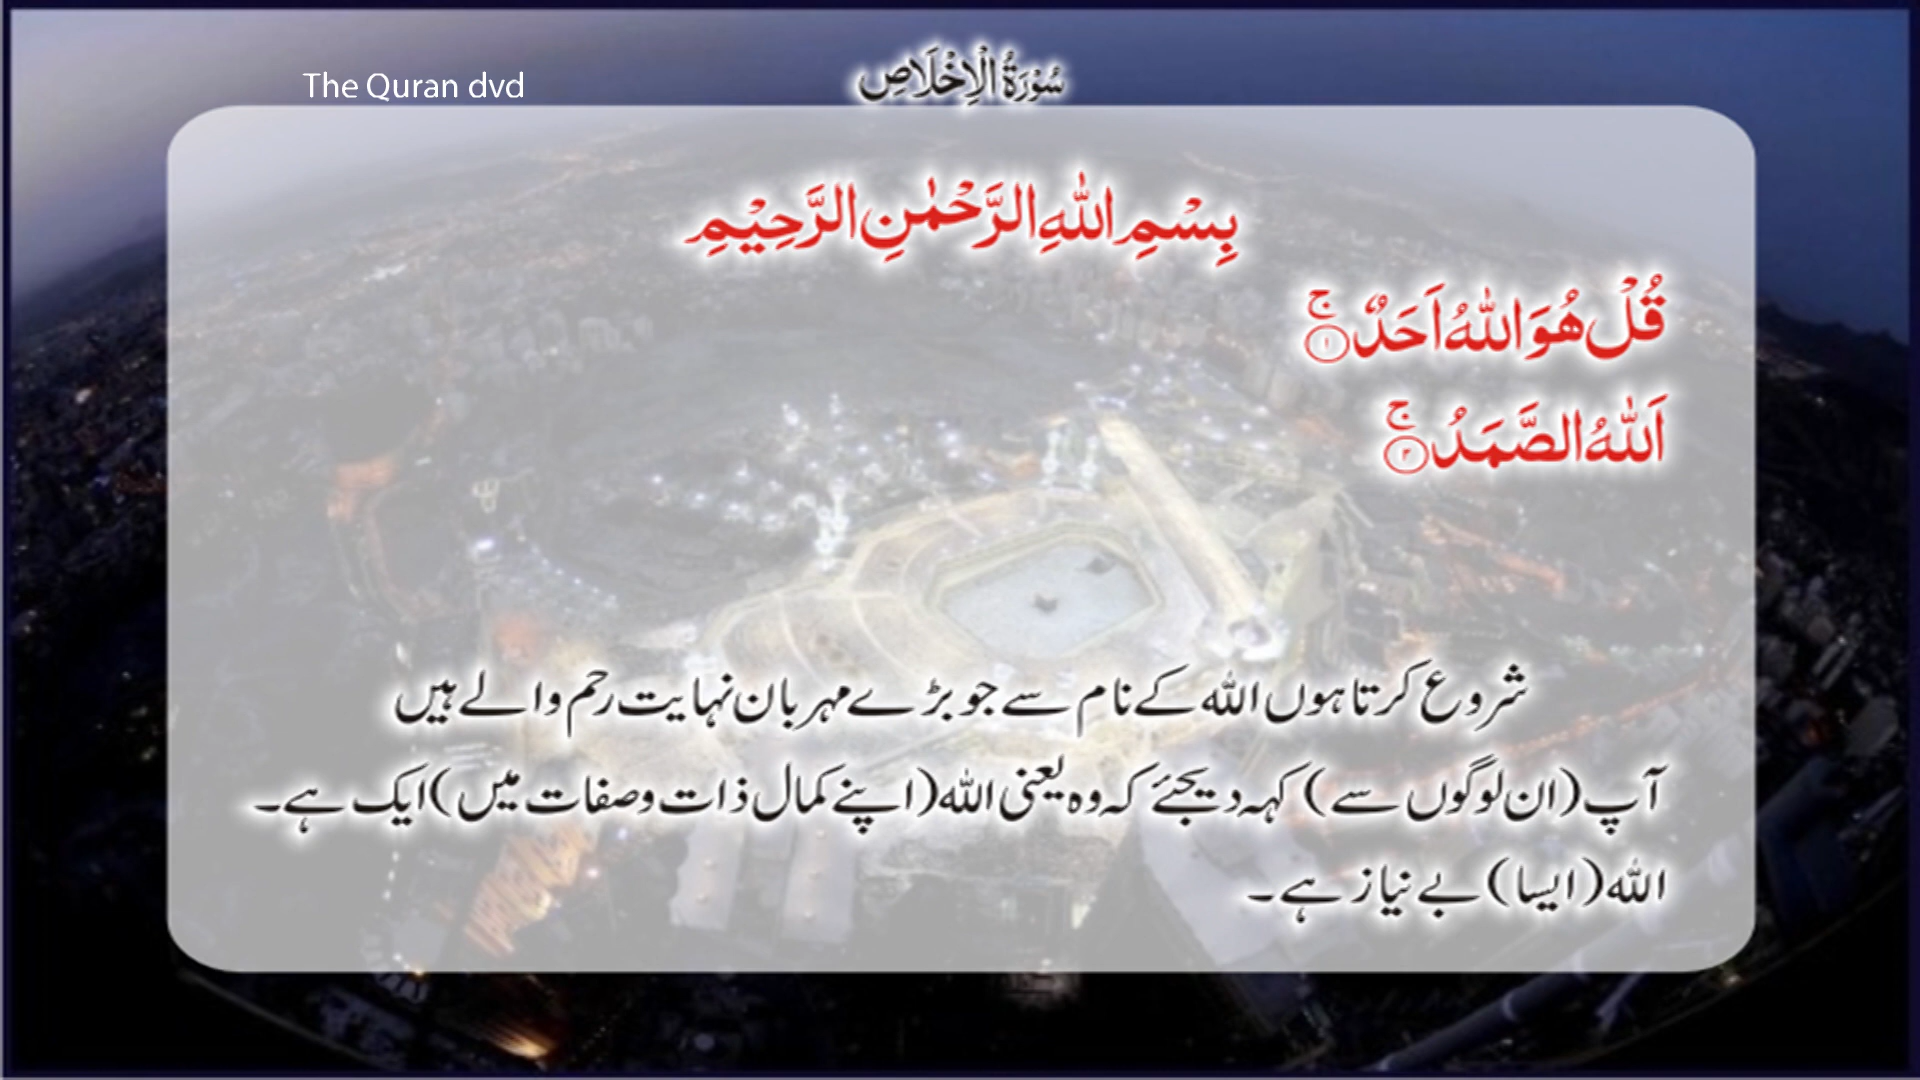 The Quran dvd
سُوْرَةُ الْاِخْلَاصِ
بِسْمِ اللّٰهِ الرَّحْمٰنِ الرَّحِيْمِ
قُلْ هُوَ اللّٰهُ اَحَدٌ ۚ‏﴿۱﴾
اَللّٰهُ الصَّمَدُ ۚ‏﴿۲﴾
شروع کرتا ہوں اللہ کے نام سے جو بڑے مہربان نہایت رحم والے ہیں
آپ (ان لوگوں سے) کہہ دیجئے کہ وہ یعنی اللہ (اپنے کمال ذات وصفات میں) ایک ہے۔
اللہ (ایسا) بے نیاز ہے۔